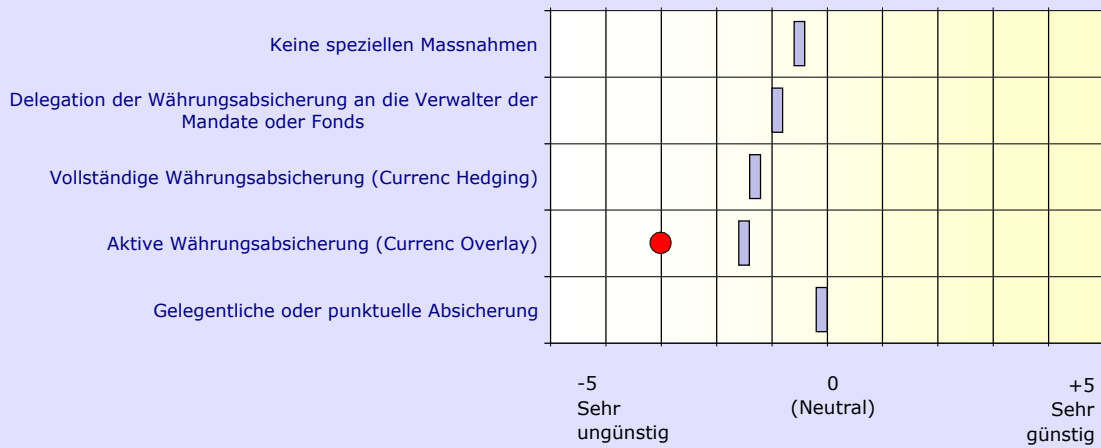 Keine speziellen Massnahmen
Delegation der Währungsabsicherung an die Verwalter der
Mandate oder Fonds
Vollständige Währungsabsicherung (Currenc Hedging)
Aktive Währungsabsicherung (Currenc Overlay)
Gelegentliche oder punktuelle Absicherung
-5
Sehr
ungünstig
0
(Neutral)
+5
Sehr
günstig